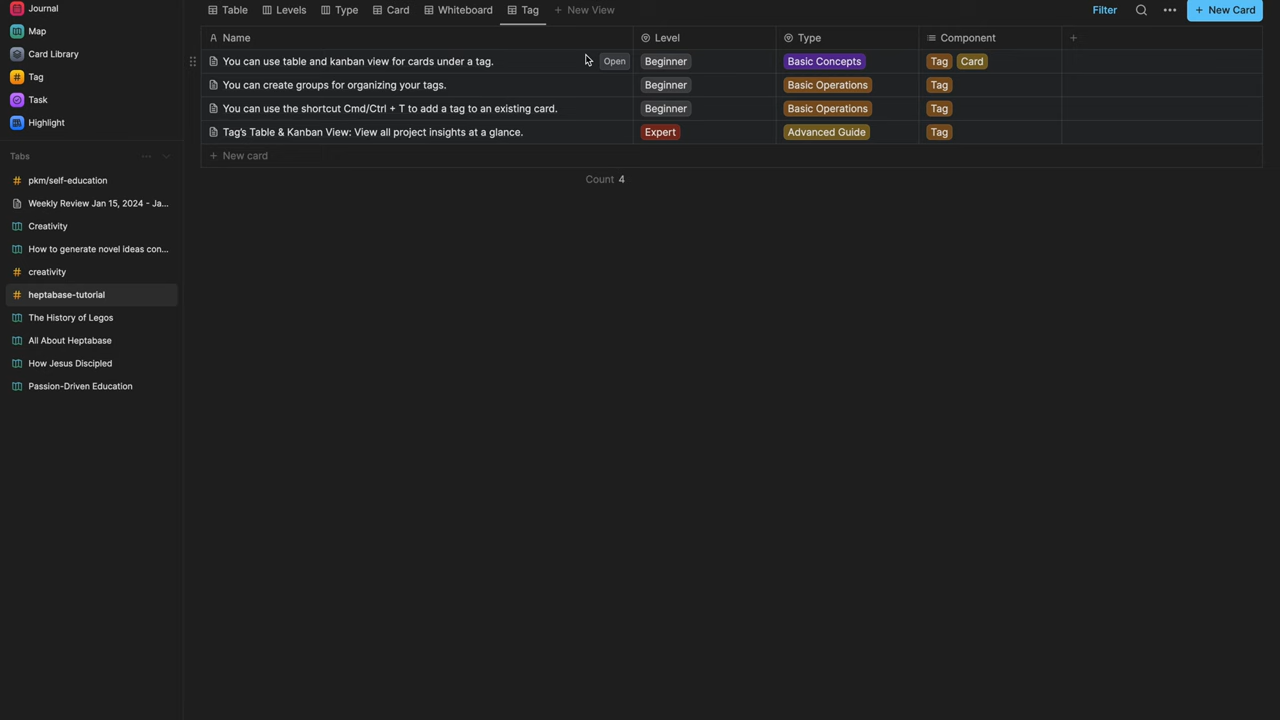 Journal
Map
Card Library
Tag
Task
Highlight
Tabs
pkm/self-education
Weekly Review Jan 15, 2024 - Ja...
Creativity
How to generate novel ideas con...
creativity
heptabase-tutorial
The History of Legos
All About Heptabase
How Jesus Discipled
Passion-Driven Education
Table Levels Type Card Whiteboard Tag + New View Filter + New Card
Name Level Type Component +
You can use table and kanban view for cards under a tag. Open Beginner Basic Concepts Tag Card
You can create groups for organizing your tags. Beginner Basic Operations Tag
You can use the shortcut Cmd/Ctrl + T to add a tag to an existing card. Beginner Basic Operations Tag
Tag's Table & Kanban View: View all project insights at a glance. Expert Advanced Guide Tag
+ New card
Count 4